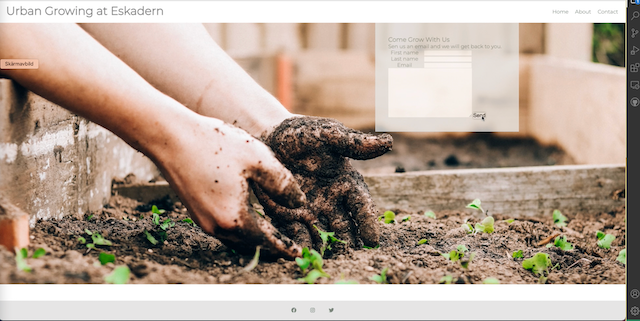 Urban Growing at Eskadern
Home About Contact
Come Grow With Us
Sen us an email and we will get back to you.
First name
Last name
Email
Skärmavbild
Send